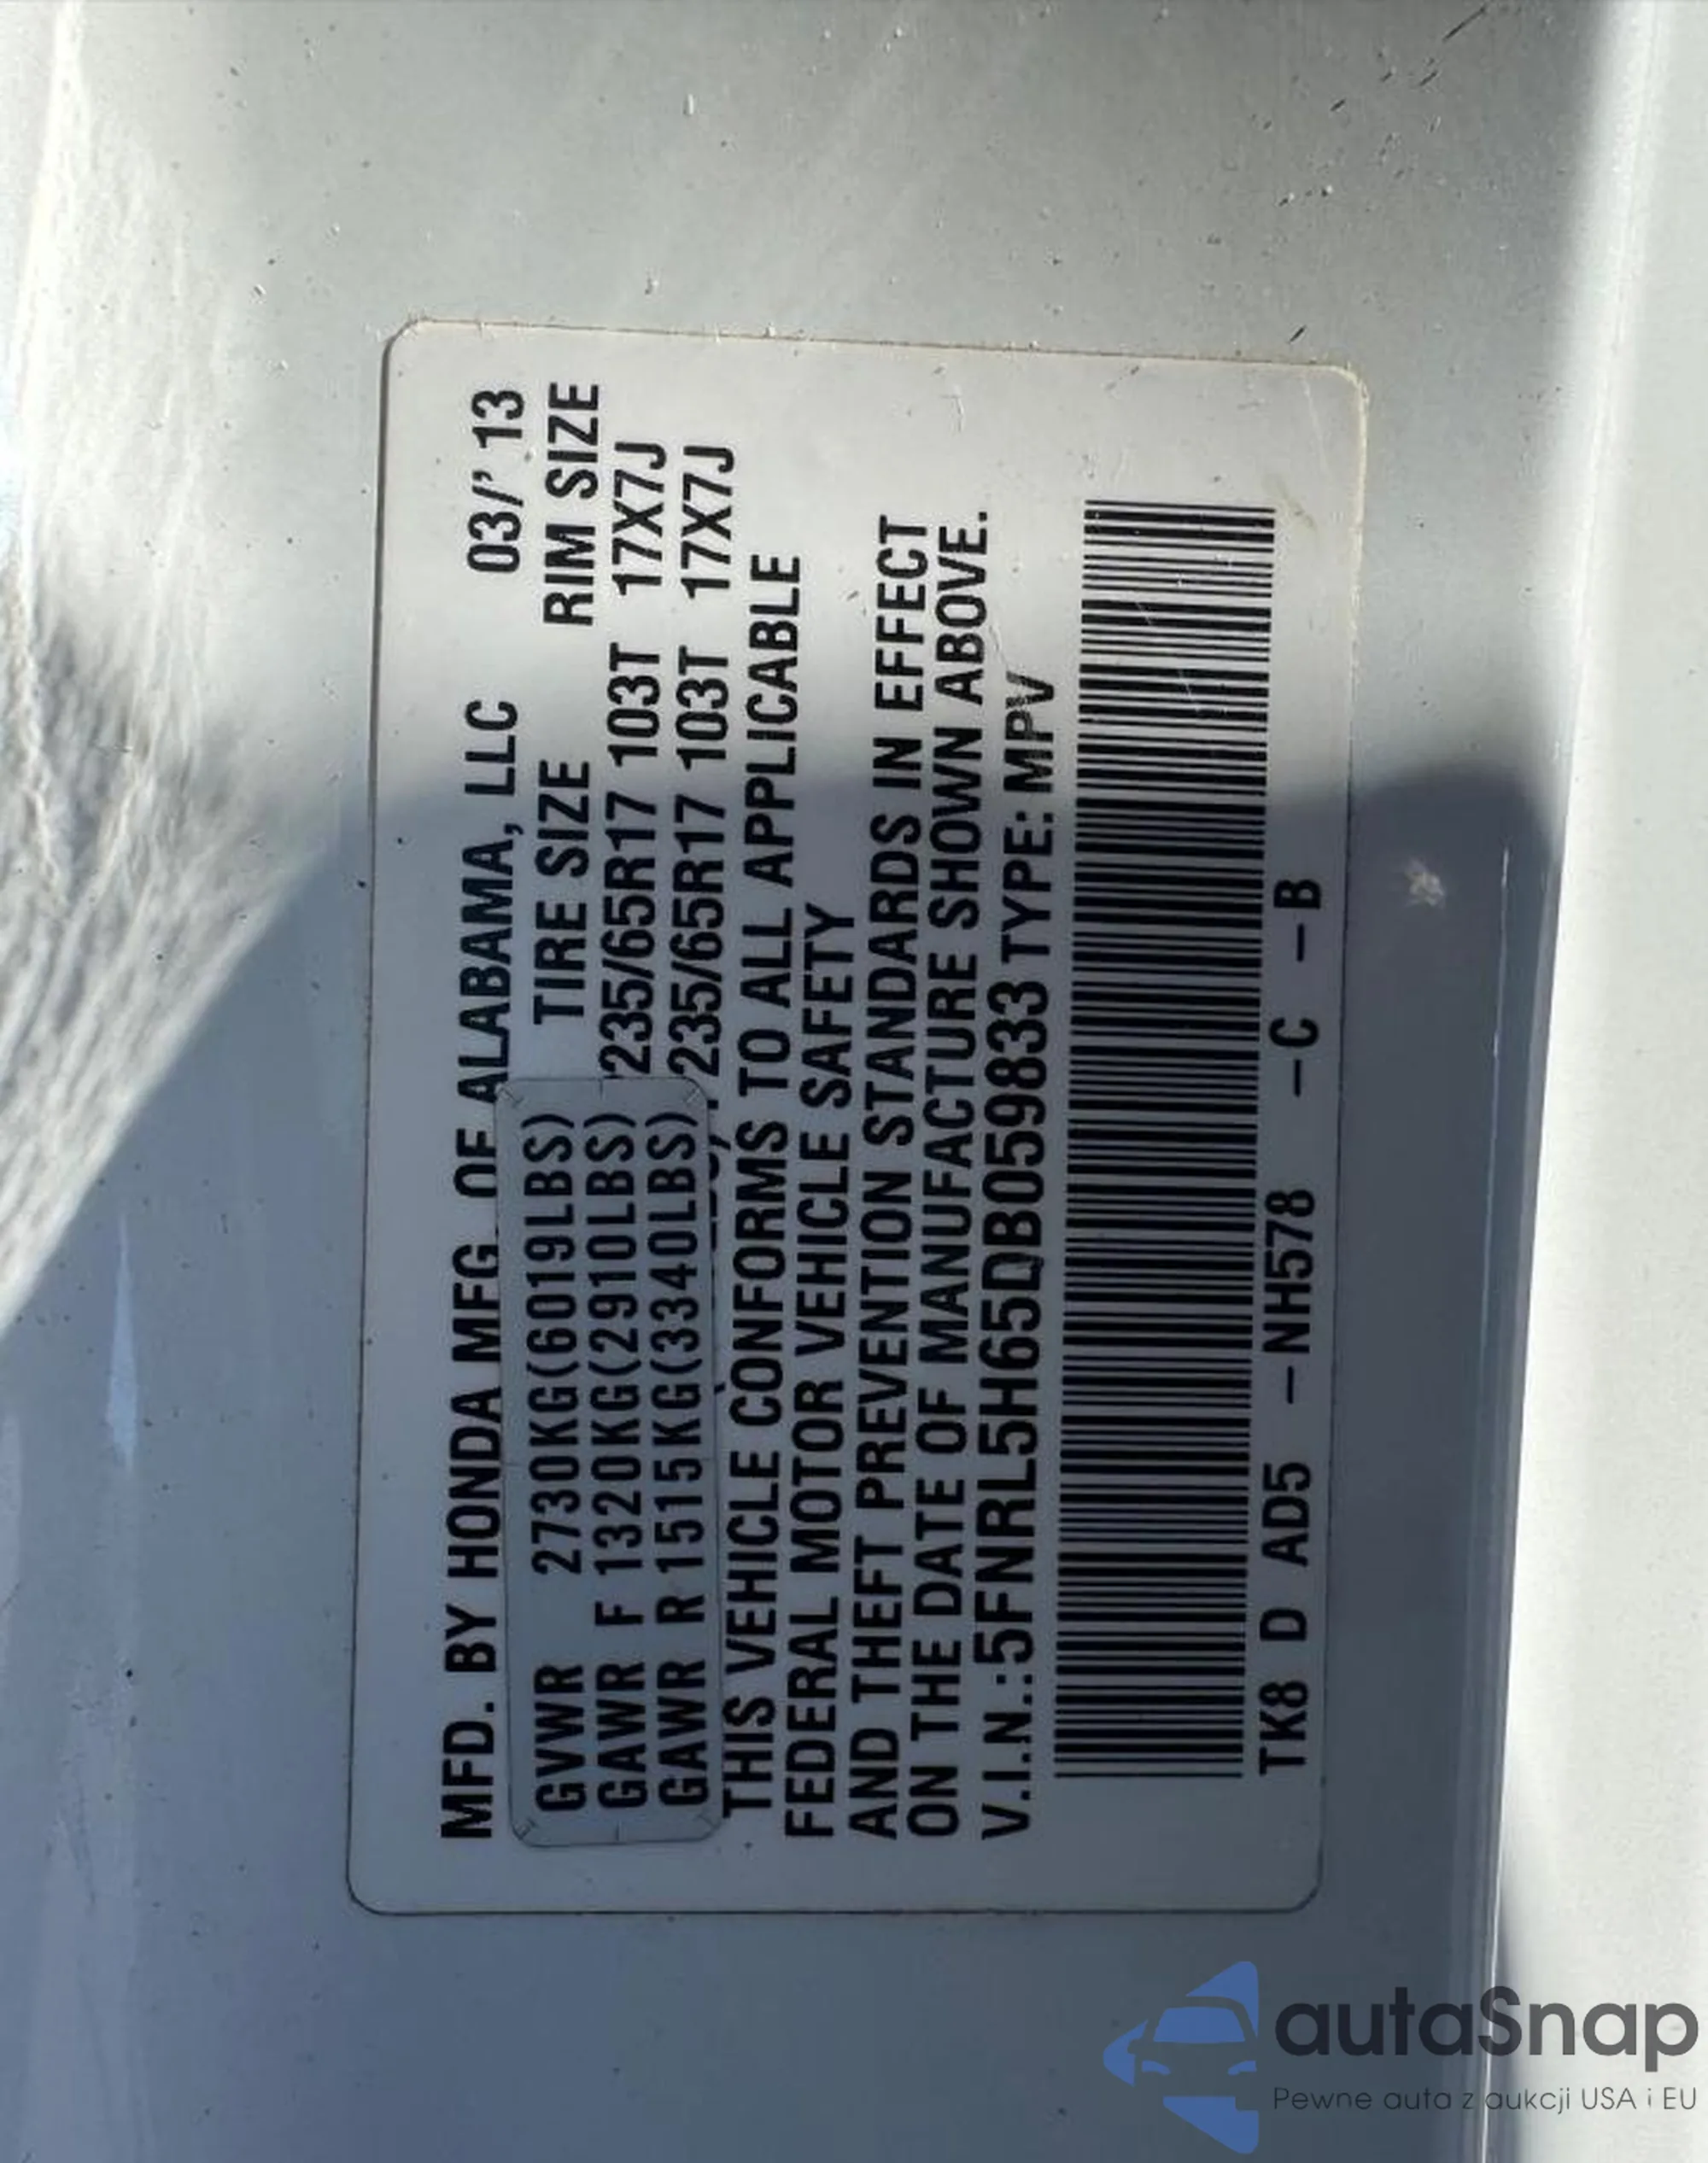 MFD. BY HONDA MFG. OF ALABAMA, LLC 03/'13
TIRE SIZE RIM SIZE
GVWR 2730KG(6019LBS)
GAWR F 1320KG(2910LBS) 235/65R17 103T 17X7J
GAWR R 1515KG(3340LBS) 235/65R17 103T 17X7J
THIS VEHICLE CONFORMS TO ALL APPLICABLE
FEDERAL MOTOR VEHICLE SAFETY
AND THEFT PREVENTION STANDARDS IN EFFECT
ON THE DATE OF MANUFACTURE SHOWN ABOVE.
V.I.N.:5FNRL5H65DB059833 TYPE: MPV
TK8 D AD5 –NH578 –C –B
autaSnap
Pewne auta z aukcji USA i EU